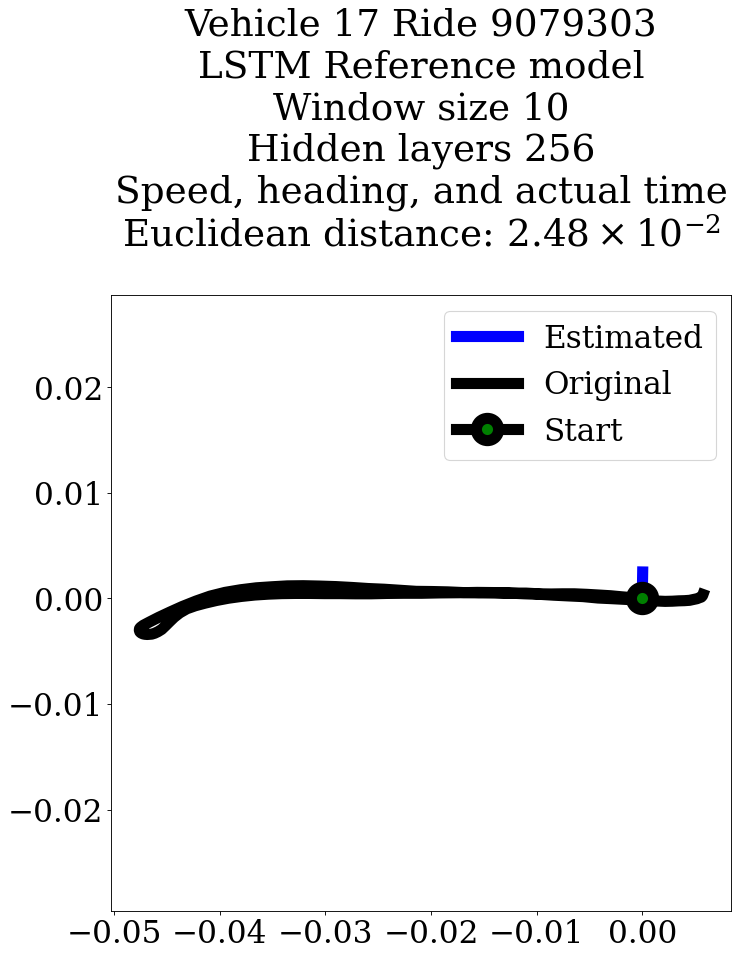 Vehicle 17 Ride 9079303
LSTM Reference model
Window size 10
Hidden layers 256
Speed, heading, and actual time
Euclidean distance: 2.48 × 10⁻²
Estimated
Original
Start
0.02
0.01
0.00
−0.01
−0.02
−0.05 −0.04 −0.03 −0.02 −0.01 0.00